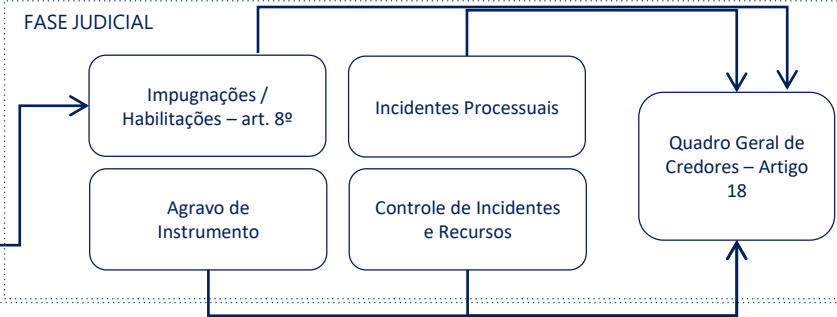 FASE JUDICIAL
Impugnações /
Habilitações – art. 8º
Incidentes Processuais
Quadro Geral de
Credores – Artigo
18
Agravo de
Instrumento
Controle de Incidentes
e Recursos